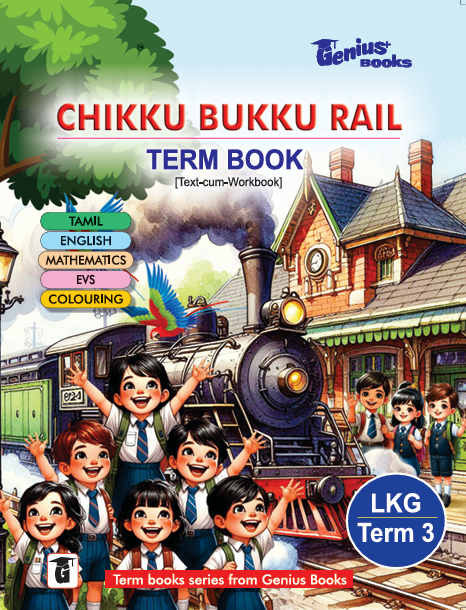 Genius+
BOOKS
CHIKKU BUKKU RAIL
TERM BOOK
[Text-cum-Workbook]
TAMIL
ENGLISH
MATHEMATICS
EVS
COLOURING
LKG
Term 3
G
Term books series from Genius Books